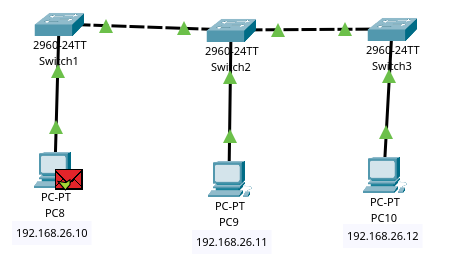 2960-24TT
Switch1
2960-24TT
Switch2
2960-24TT
Switch3
PC-PT
PC8
192.168.26.10
PC-PT
PC9
192.168.26.11
PC-PT
PC10
192.168.26.12